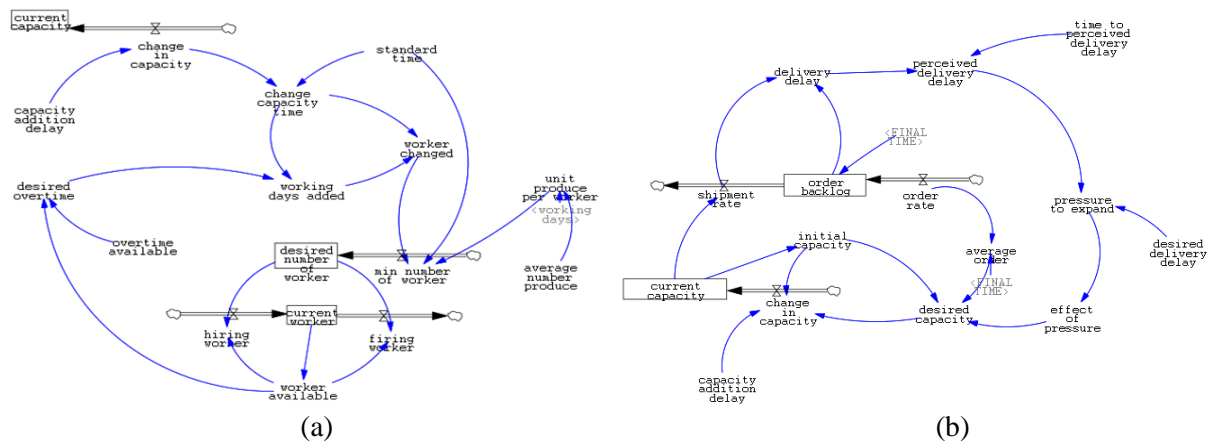 current
capacity
change
in
capacity
standard
time
capacity
addition
delay
change
capacity
time
worker
changed
desired
overtime
working
days added
unit
produce
per worker
<working
days>
overtime
available
desired
number
of
worker
min number
of worker
average
number
produce
current
worker
hiring
worker
firing
worker
worker
available
(a)
time to
perceived
delivery
delay
delivery
delay
perceived
delivery
delay
<FINAL
TIME>
order
backlog
shipment
rate
order
rate
pressure
to expand
initial
capacity
average
order
desired
delivery
delay
current
capacity
<FINAL
TIME>
change
in
capacity
desired
capacity
effect
of
pressure
capacity
addition
delay
(b)